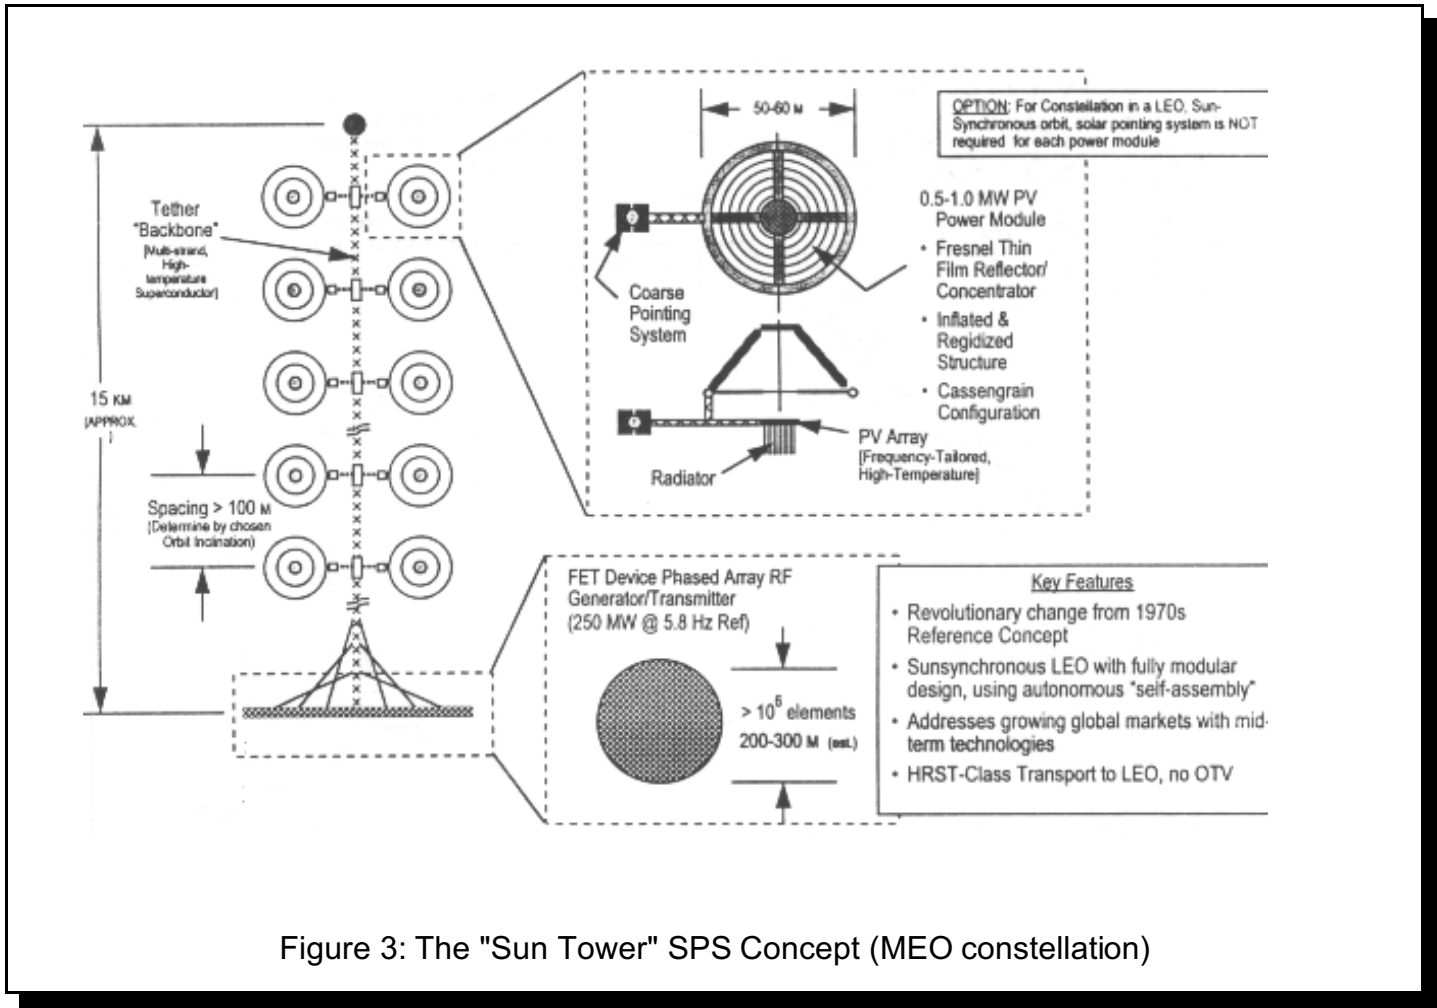 50-60 M
OPTION: For Constellation in a LEO, Sun-
Synchronous orbit, solar pointing system is NOT
required for each power module
Tether
"Backbone"
[Multi-strand,
High-
temperature
Superconductor]
15 KM
[APPROX.
]
Spacing > 100 M
(Determine by chosen
Orbit Inclination)
Coarse
Pointing
System
0.5-1.0 MW PV
Power Module
• Fresnel Thin
Film Reflector/
Concentrator
• Inflated &
Regidized
Structure
• Cassengrain
Configuration
PV Array
[Frequency-Tailored,
High-Temperature]
Radiator
FET Device Phased Array RF
Generator/Transmitter
(250 MW @ 5.8 Hz Ref)
> 10^6 elements
200-300 M (est.)
Key Features
• Revolutionary change from 1970s
Reference Concept
• Sunsynchronous LEO with fully modular
design, using autonomous "self-assembly"
• Addresses growing global markets with mid-
term technologies
• HRST-Class Transport to LEO, no OTV
Figure 3: The "Sun Tower" SPS Concept (MEO constellation)